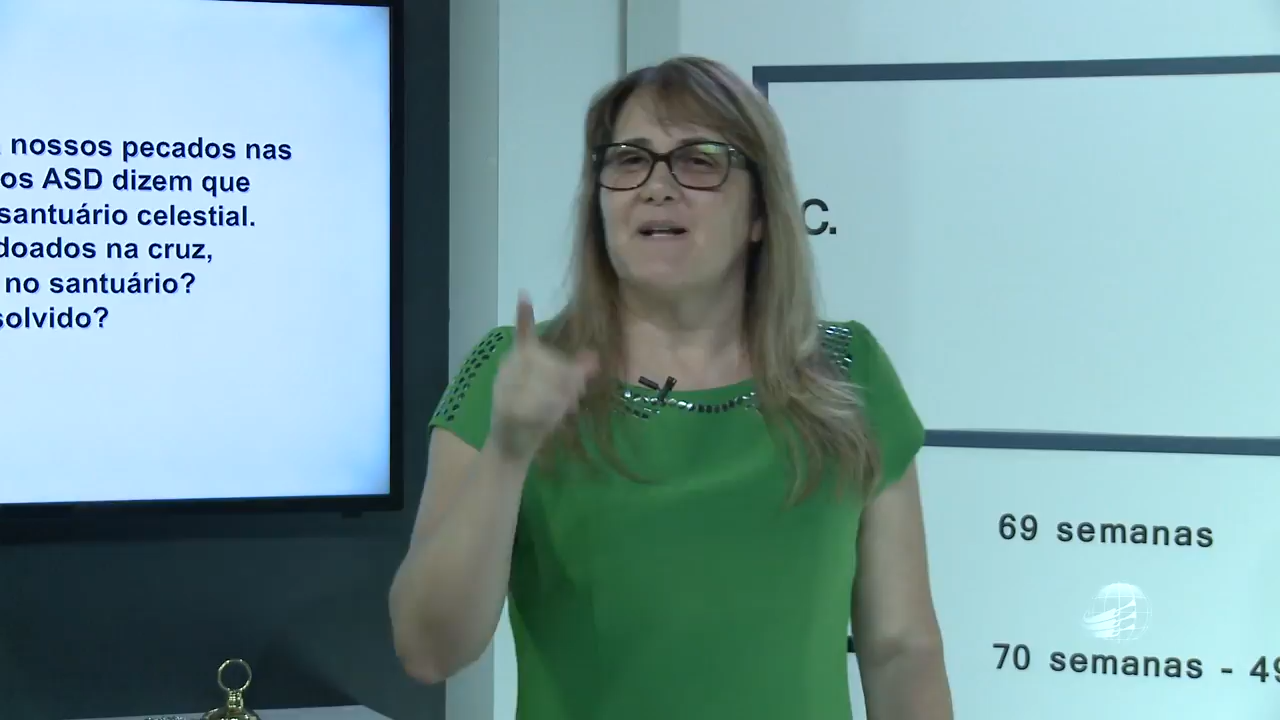 nossos pecados nas
os ASD dizem que
santuário celestial.
doados na cruz,
no santuário?
solvido?
C.
69 semanas
70 semanas - 49